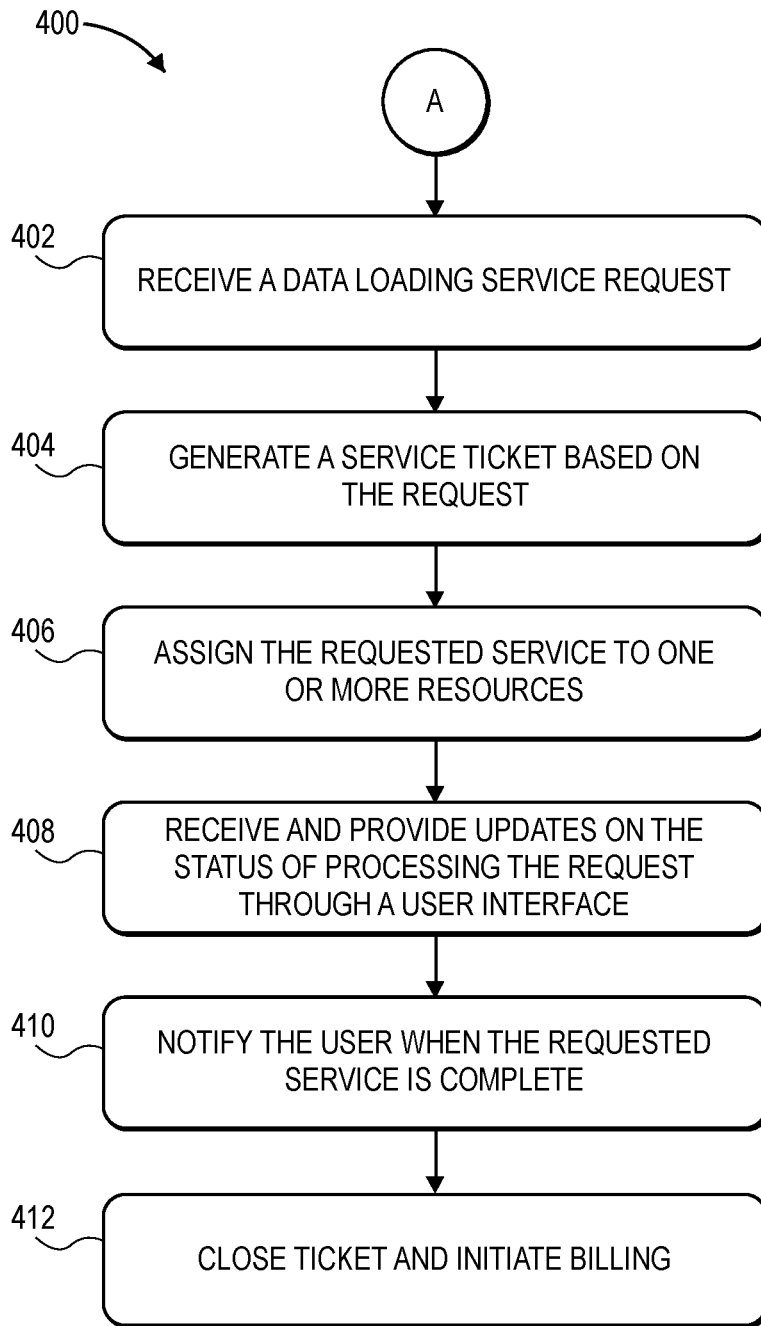 400
A
402
RECEIVE A DATA LOADING SERVICE REQUEST
404
GENERATE A SERVICE TICKET BASED ON
THE REQUEST
406
ASSIGN THE REQUESTED SERVICE TO ONE
OR MORE RESOURCES
408
RECEIVE AND PROVIDE UPDATES ON THE
STATUS OF PROCESSING THE REQUEST
THROUGH A USER INTERFACE
410
NOTIFY THE USER WHEN THE REQUESTED
SERVICE IS COMPLETE
412
CLOSE TICKET AND INITIATE BILLING